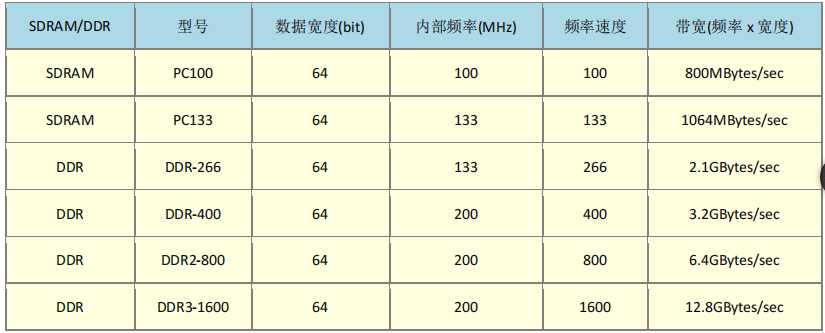 SDRAM/DDR 型号 数据宽度(bit) 内部频率(MHz) 频率速度 带宽(频率 x 宽度)
SDRAM PC100 64 100 100 800MBytes/sec
SDRAM PC133 64 133 133 1064MBytes/sec
DDR DDR-266 64 133 266 2.1GBytes/sec
DDR DDR-400 64 200 400 3.2GBytes/sec
DDR DDR2-800 64 200 800 6.4GBytes/sec
DDR DDR3-1600 64 200 1600 12.8GBytes/sec